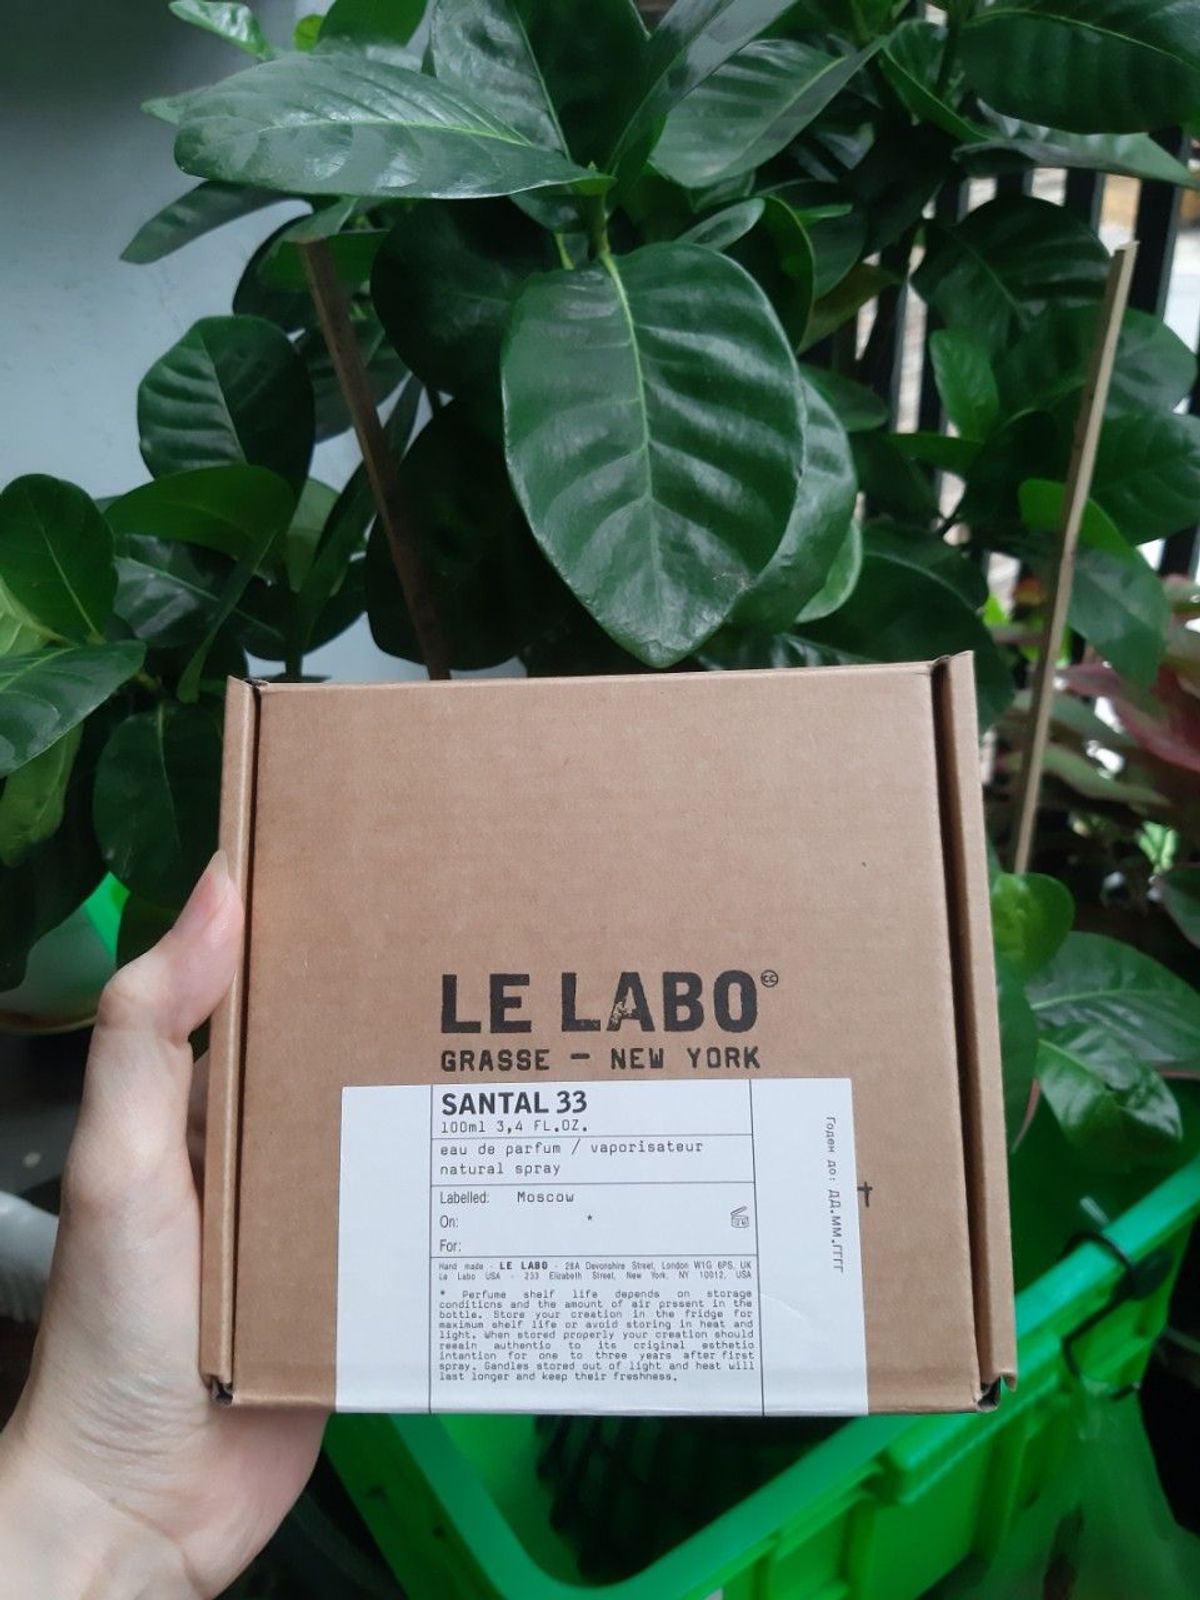 LE LABO
GRASSE - NEW YORK
SANTAL 33
100ml 3,4 FL.OZ.
eau de parfum / vaporisateur
natural spray
Labelled: Moscow
On: *
For:
Hand made - LE LABO - 28A Devonshire Street, London W1G 6PS, UK
Le Labo USA - 233 Elizabeth Street, New York, NY 10012, USA
* Perfume shelf life depends on storage
conditions and the amount of air prssent in the
bottle. Store your creation in the fridge for
maximum shelf life or avoid storing in heat and
light. When stored properly your creation should
remain authentio to its original esthetio
intantion for one to three years after first
spray. Gandles stored out of light and heat will
last longer and keep their freshness.
Годен до: ДД.ММ.ГГГГ